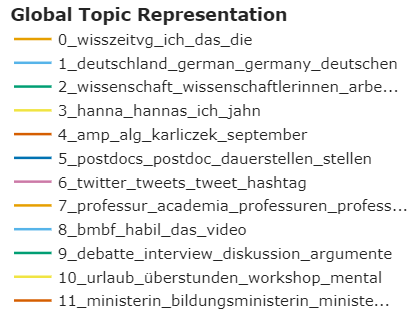 Global Topic Representation
0_wisszeitvg_ich_das_die
1_deutschland_german_germany_deutschen
2_wissenschaft_wissenschaftlerinnen_arbe...
3_hanna_hannas_ich_jahn
4_amp_alg_karliczek_september
5_postdocs_postdoc_dauerstellen_stellen
6_twitter_tweets_tweet_hashtag
7_professur_academia_professuren_profess...
8_bmbf_habil_das_video
9_debatte_interview_diskussion_argumente
10_urlaub_überstunden_workshop_mental
11_ministerin_bildungsministerin_ministe...